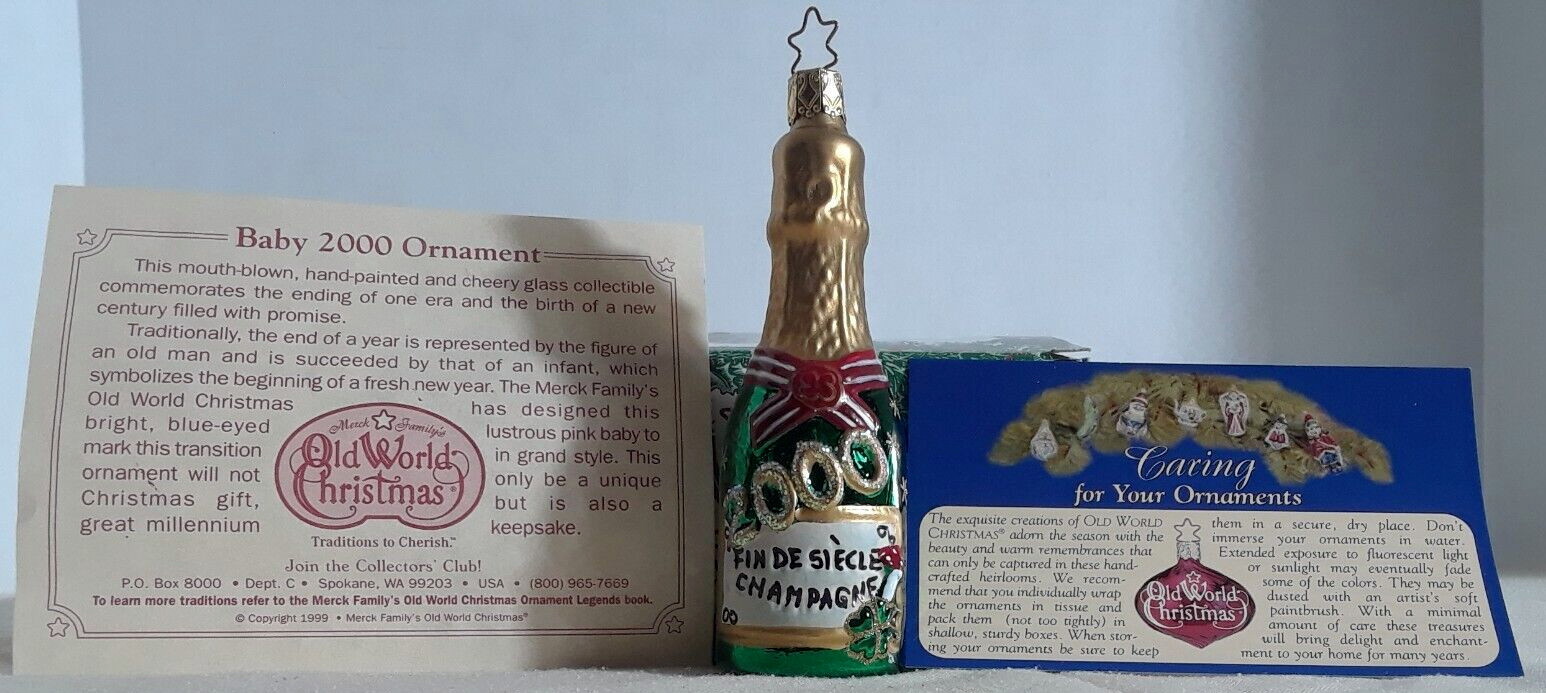 Baby 2000 Ornament
This mouth-blown, hand-painted and cheery glass collectible
commemorates the ending of one era and the birth of a new
century filled with promise.
Traditionally, the end of a year is represented by the figure of
an old man and is succeeded by that of an infant, which
symbolizes the beginning of a fresh new year. The Merck Family's
Old World Christmas has designed this
bright, blue-eyed lustrous pink baby to
mark this transition in grand style. This
ornament will not only be a unique
Christmas gift, but is also a
great millennium keepsake.
Merck Family's
Old World
Christmas®
Traditions to Cherish.™
Join the Collectors' Club!
P.O. Box 8000 • Dept. C • Spokane, WA 99203 • USA • (800) 965-7669
To learn more traditions refer to the Merck Family's Old World Christmas Ornament Legends book.
© Copyright 1999 • Merck Family's Old World Christmas®
2000
FIN DE SIÈCLE
CHAMPAGNE
Caring
for Your Ornaments
The exquisite creations of OLD WORLD
CHRISTMAS® adorn the season with the
beauty and warm remembrances that
can only be captured in these hand-
crafted heirlooms. We recom-
mend that you individually wrap
the ornaments in tissue and
pack them (not too tightly) in
shallow, sturdy boxes. When stor-
ing your ornaments be sure to keep
Old World
Christmas
them in a secure, dry place. Don't
immerse your ornaments in water.
Extended exposure to fluorescent light
or sunlight may eventually fade
some of the colors. They may be
dusted with an artist's soft
paintbrush. With a minimal
amount of care these treasures
will bring delight and enchant-
ment to your home for many years.